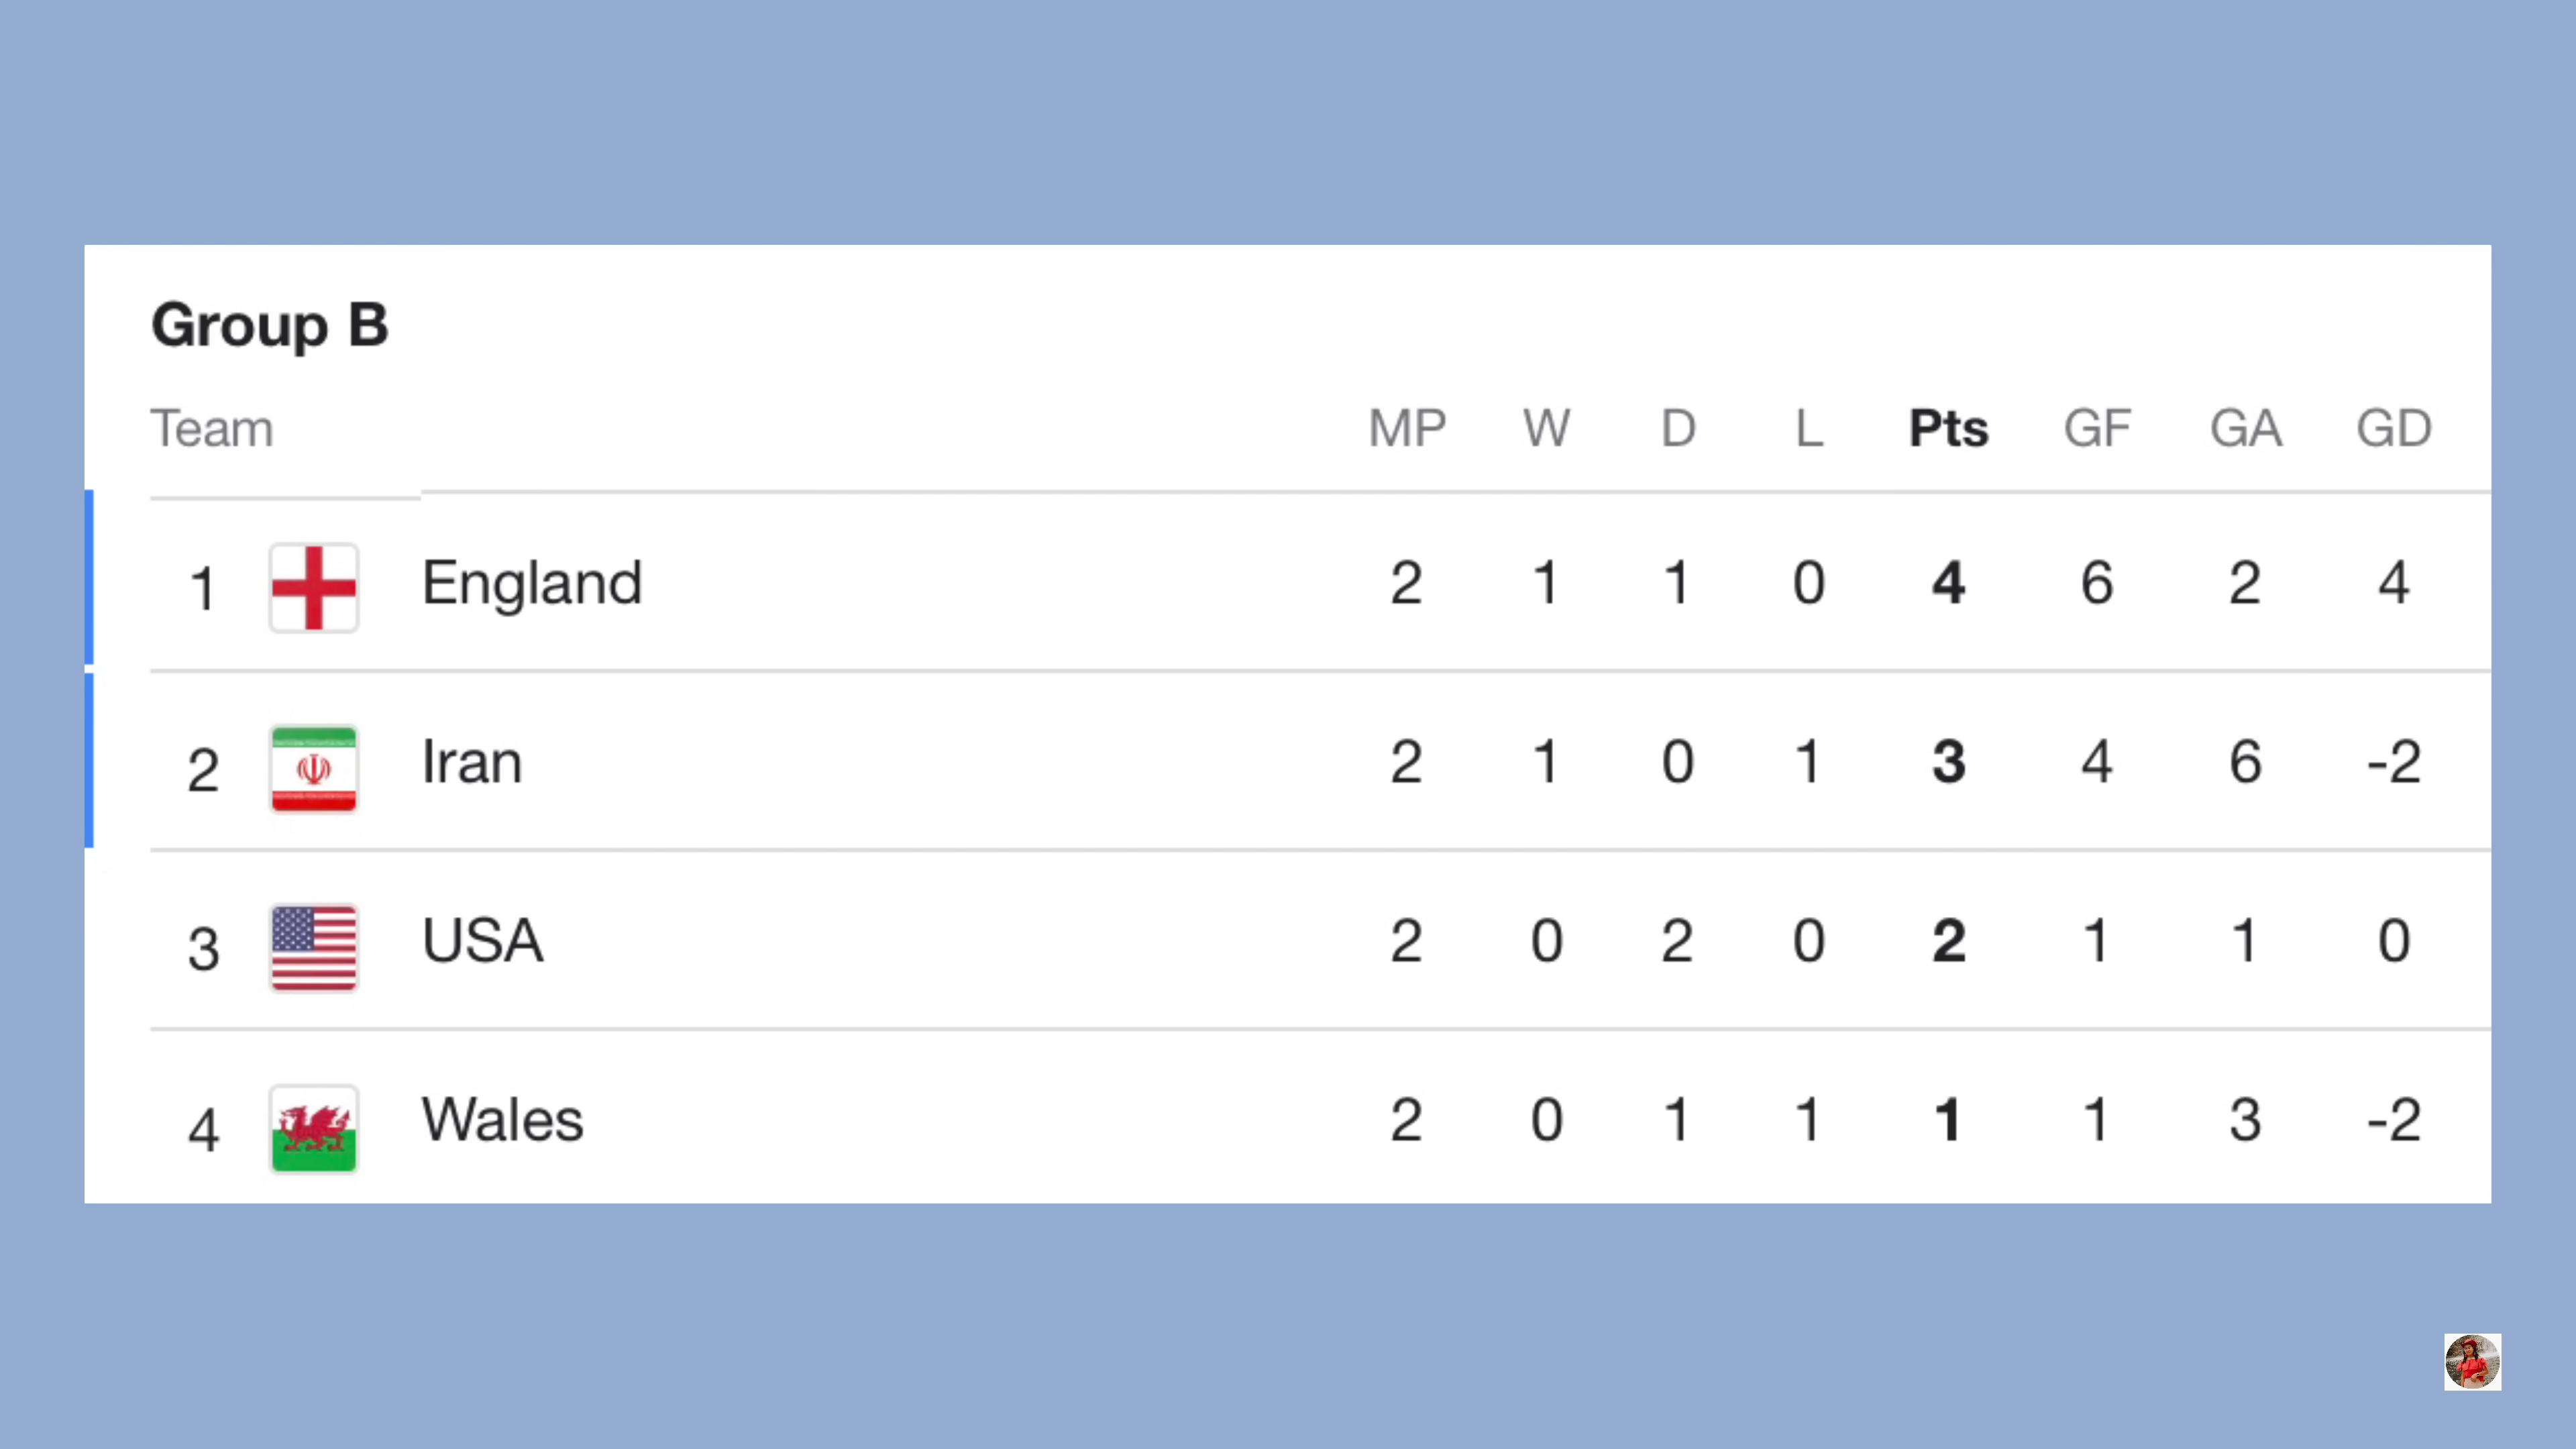 Group B
Team MP W D L Pts GF GA GD
1 England 2 1 1 0 4 6 2 4
2 Iran 2 1 0 1 3 4 6 -2
3 USA 2 0 2 0 2 1 1 0
4 Wales 2 0 1 1 1 1 3 -2